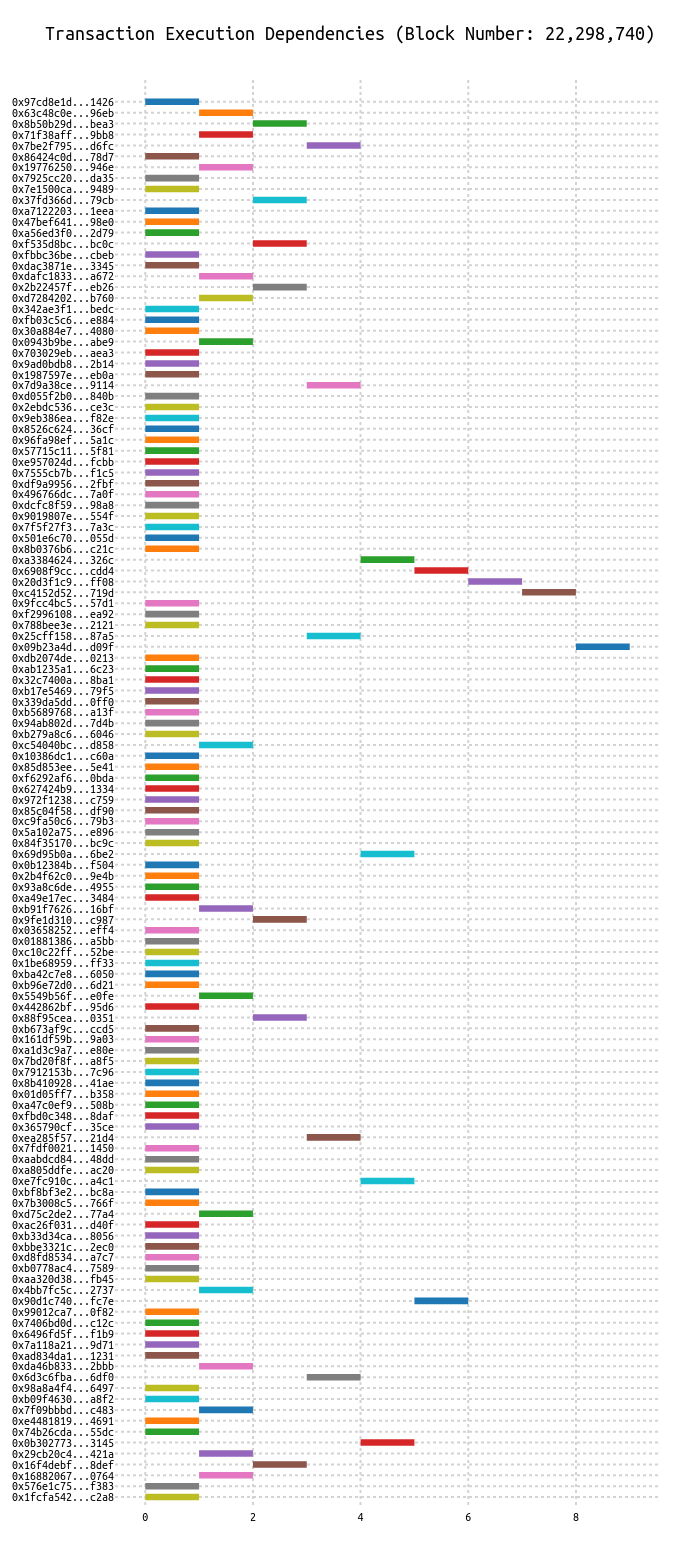 Transaction Execution Dependencies (Block Number: 22,298,740)
0x97cd8e1d...1426
0x63c48c0e...96eb
0x8b50b29d...bea3
0x71f38aff...9bb8
0x7be2f795...d6fc
0x86424c0d...78d7
0x19776250...946e
0x7925cc20...da35
0x7e1500ca...9489
0x37fd366d...79cb
0xa7122203...1eea
0x47bef641...98e0
0xa56ed3f0...2d79
0xf535d8bc...bc0c
0xfbbc36be...cbeb
0xdac3871e...3345
0xdafc1833...a672
0x2b22457f...eb26
0xd7284202...b760
0x342ae3f1...bedc
0xfb03c5c6...e884
0x30a884e7...4080
0x0943b9be...abe9
0x703029eb...aea3
0x9ad0bdb8...2b14
0x1987597e...eb0a
0x7d9a38ce...9114
0xd055f2b0...840b
0x2ebdc536...ce3c
0x9eb386ea...f82e
0x8526c624...36cf
0x96fa98ef...5a1c
0x57715c11...5f81
0xe957024d...fcbb
0x7555cb7b...f1c5
0xdf9a9956...2fbf
0x496766dc...7a0f
0xdcfc8f59...98a8
0x9019807e...554f
0x7f5f27f3...7a3c
0x501e6c70...055d
0x8b0376b6...c21c
0xa3384624...326c
0x6908f9cc...cdd4
0x20d3f1c9...ff08
0xc4152d52...719d
0x9fcc4bc5...57d1
0xf2996108...ea92
0x788bee3e...2121
0x25cff158...87a5
0x09b23a4d...d09f
0xdb2074de...0213
0xab1235a1...6c23
0x32c7400a...8ba1
0xb17e5469...79f5
0x339da5dd...0ff0
0xb5689768...a13f
0x94ab802d...7d4b
0xb279a8c6...6046
0xc54040bc...d858
0x10386dc1...c60a
0x85d853ee...5e41
0xf6292af6...0bda
0x627424b9...1334
0x972f1238...c759
0x85c04f58...df90
0xc9fa50c6...79b3
0x5a102a75...e896
0x84f35170...bc9c
0x69d95b0a...6be2
0x0b12384b...f504
0x2b4f62c0...9e4b
0x93a8c6de...4955
0xa49e17ec...3484
0xb91f7626...16bf
0x9fe1d310...c987
0x03658252...eff4
0x01881386...a5bb
0xc10c22ff...52be
0x1be68959...ff33
0xba42c7e8...6050
0xb96e72d0...6d21
0x5549b56f...e0fe
0x442862bf...95d6
0x88f95cea...0351
0xb673af9c...ccd5
0x161df59b...9a03
0xa1d3c9a7...e80e
0x7bd20f8f...a8f5
0x7912153b...7c96
0x8b410928...41ae
0x01d05ff7...b358
0xa47c0ef9...508b
0xfbd0c348...8daf
0x365790cf...35ce
0xea285f57...21d4
0x7fdf0021...1450
0xaabdcd84...48dd
0xa805ddfe...ac20
0xe7fc910c...a4c1
0xbf8bf3e2...bc8a
0x7b3008c5...766f
0xd75c2de2...77a4
0xac26f031...d40f
0xb33d34ca...8056
0xbbe3321c...2ec0
0xd8fd8534...a7c7
0xb0778ac4...7589
0xaa320d38...fb45
0x4bb7fc5c...2737
0x90d1c740...fc7e
0x99012ca7...0f82
0x7406bd0d...c12c
0x6496fd5f...f1b9
0x7a118a21...9d71
0xad834da1...1231
0xda46b833...2bbb
0x6d3c6fba...6df0
0x98a8a4f4...6497
0xb09f4630...a8f2
0x7f09bbbd...c483
0xe4481819...4691
0x74b26cda...55dc
0x0b302773...3145
0x29cb20c4...421a
0x16f4debf...8def
0x16882067...0764
0x576e1c75...f383
0x1fcfa542...c2a8
0 2 4 6 8